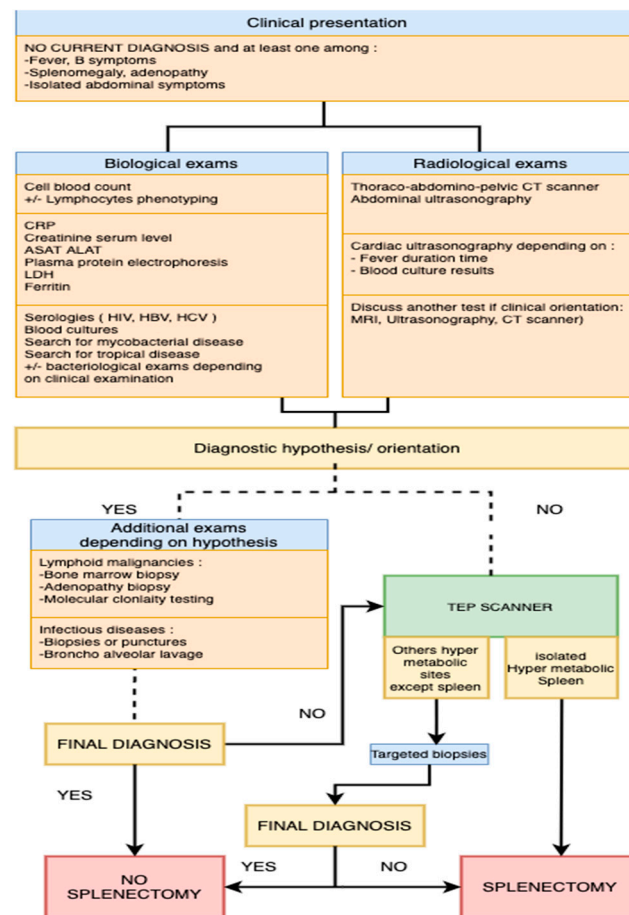 Clinical presentation
NO CURRENT DIAGNOSIS and at least one among :
-Fever, B symptoms
-Splenomegaly, adenopathy
-Isolated abdominal symptoms
Biological exams
Cell blood count
+/- Lymphocytes phenotyping
CRP
Creatinine serum level
ASAT ALAT
Plasma protein electrophoresis
LDH
Ferritin
Serologies ( HIV, HBV, HCV )
Blood cultures
Search for mycobacterial disease
Search for tropical disease
+/- bacteriological exams depending
on clinical examination
Radiological exams
Thoraco-abdomino-pelvic CT scanner
Abdominal ultrasonography
Cardiac ultrasonography depending on :
- Fever duration time
- Blood culture results
Discuss another test if clinical orientation:
MRI, Ultrasonography, CT scanner)
Diagnostic hypothesis/ orientation
YES
NO
Additional exams
depending on hypothesis
Lymphoid malignancies :
-Bone marrow biopsy
-Adenopathy biopsy
-Molecular clonlaity testing
Infectious diseases :
-Biopsies or punctures
-Broncho alveolar lavage
TEP SCANNER
Others hyper
metabolic
sites
except spleen
isolated
Hyper metabolic
Spleen
NO
FINAL DIAGNOSIS
Targeted biopsies
YES
FINAL DIAGNOSIS
YES
NO
NO
SPLENECTOMY
SPLENECTOMY